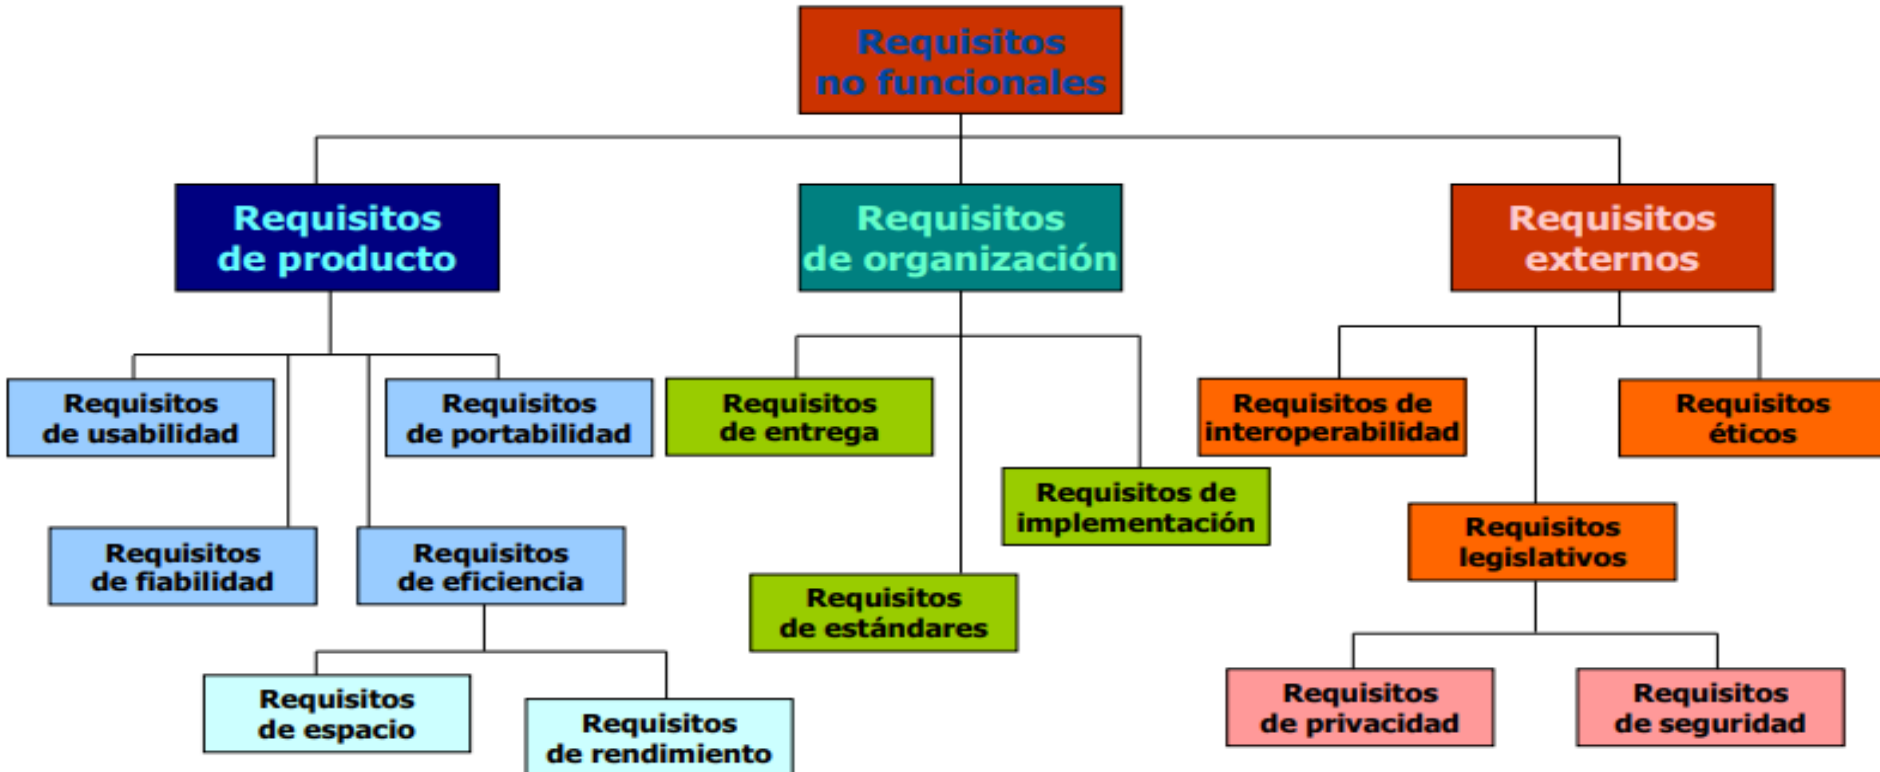 Requisitos
no funcionales
Requisitos
de producto
Requisitos
de organización
Requisitos
externos
Requisitos
de usabilidad
Requisitos
de portabilidad
Requisitos
de entrega
Requisitos de
interoperabilidad
Requisitos
éticos
Requisitos de
implementación
Requisitos
de fiabilidad
Requisitos
de eficiencia
Requisitos
legislativos
Requisitos
de estándares
Requisitos
de espacio
Requisitos
de rendimiento
Requisitos
de privacidad
Requisitos
de seguridad